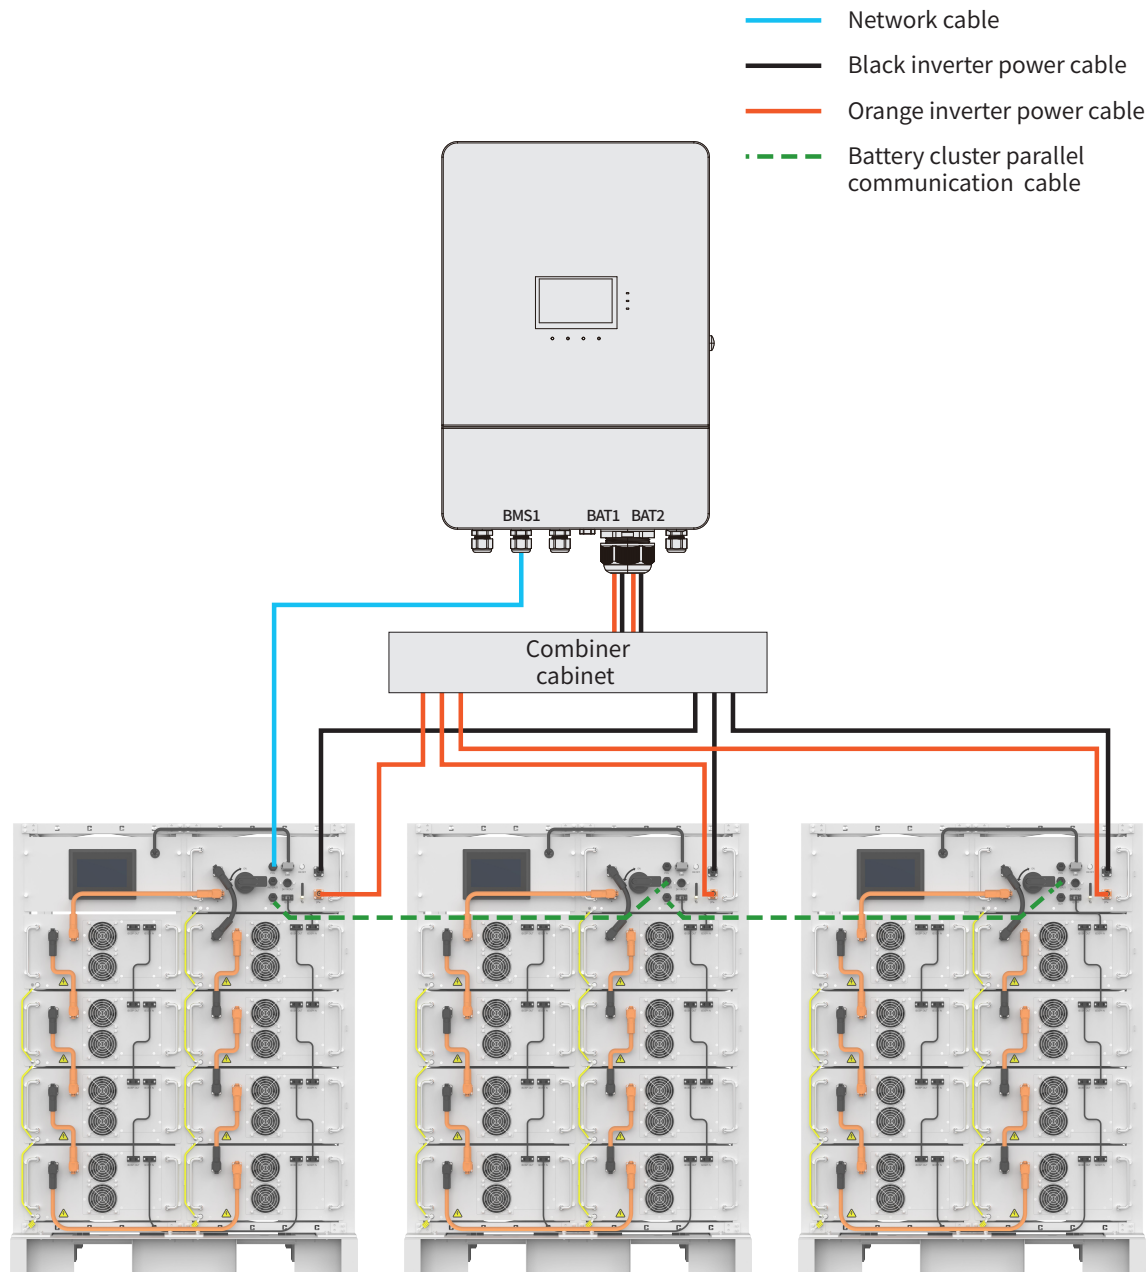 Network cable
Black inverter power cable
Orange inverter power cable
Battery cluster parallel
communication cable
BMS1
BAT1
BAT2
Combiner
cabinet